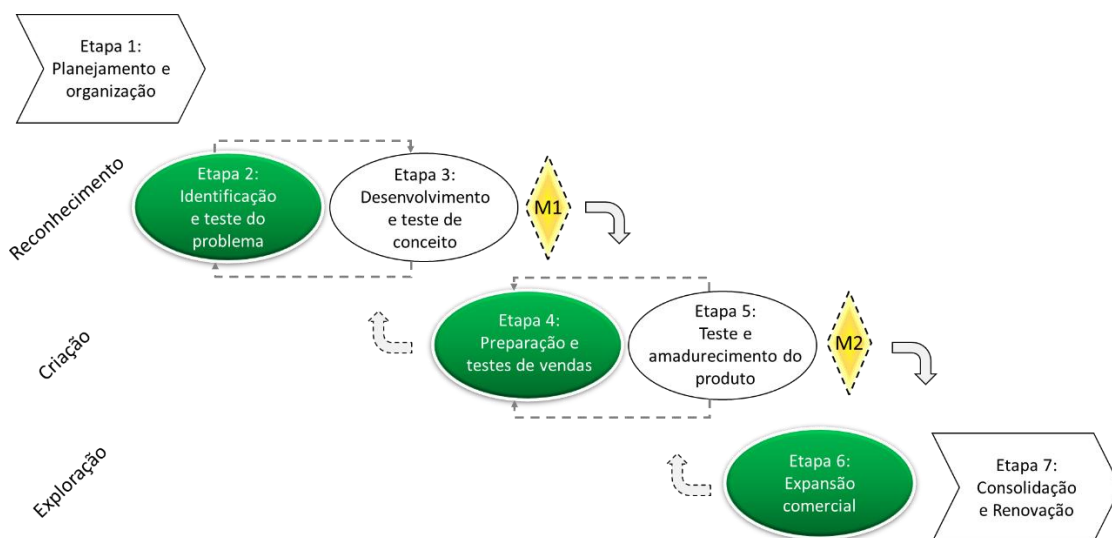 Etapa 1:
Planejamento e
organização
Reconhecimento
Etapa 2:
Identificação
e teste do
problema
Etapa 3:
Desenvolvimento
e teste de
conceito
M1
Criação
Etapa 4:
Preparação e
testes de vendas
Etapa 5:
Teste e
amadurecimento do
produto
M2
Exploração
Etapa 6:
Expansão
comercial
Etapa 7:
Consolidação
e Renovação